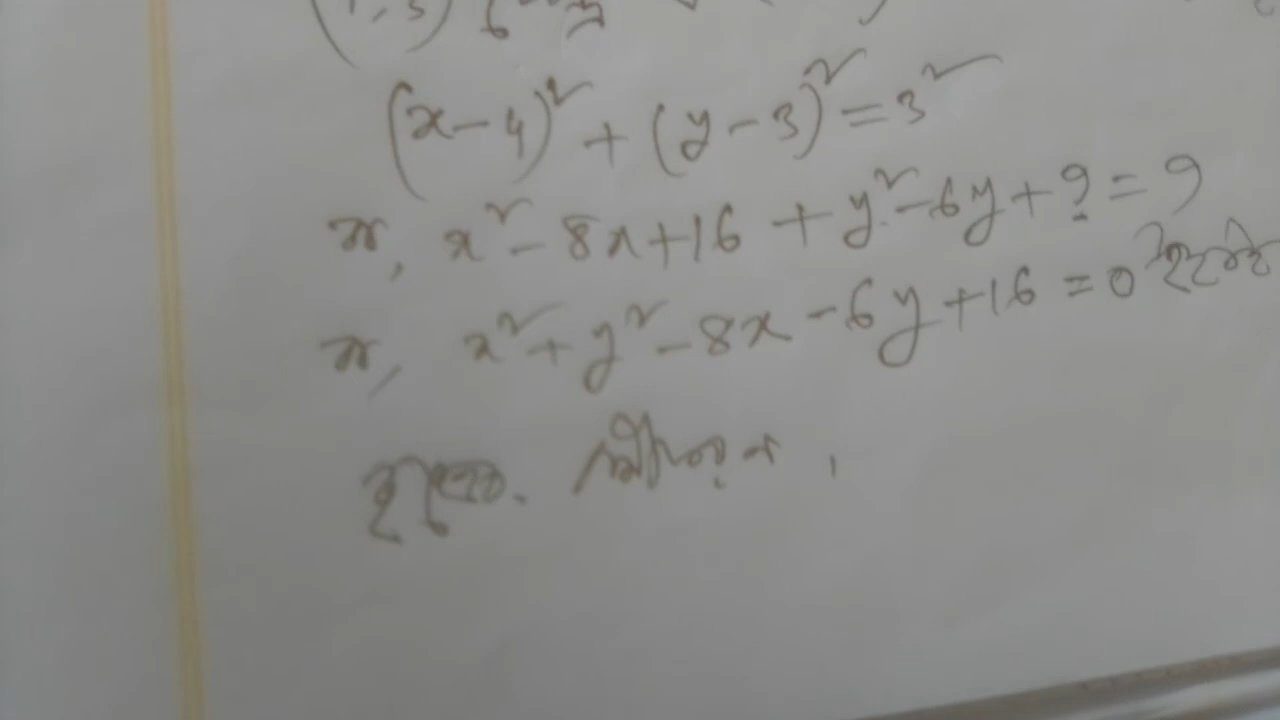 (x-4)² + (y-3)² = 3²
বা, x² - 8x + 16 + y² - 6y + 9 = 9
বা, x² + y² - 8x - 6y + 16 = 0 ইহাই
বৃত্তের সমীকরণ ।